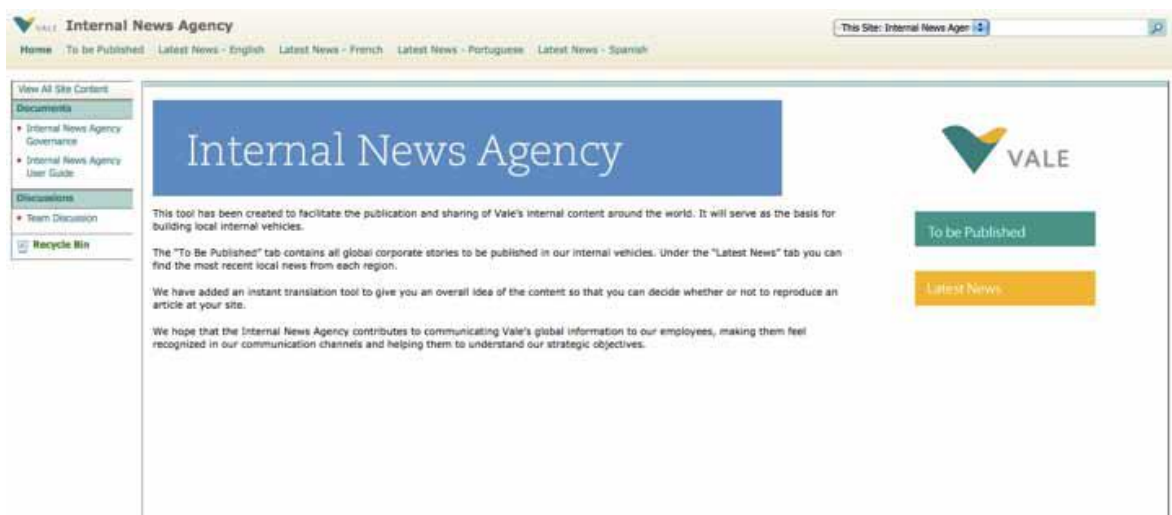 VALE Internal News Agency
This Site: Internal News Agen
Home To be Published Latest News - English Latest News - French Latest News - Portuguese Latest News - Spanish
View All Site Content
Documents
Internal News Agency
Governance
Internal News Agency
User Guide
Discussions
Team Discussion
Recycle Bin
Internal News Agency
This tool has been created to facilitate the publication and sharing of Vale's internal content around the world. It will serve as the basis for
building local internal vehicles.
The "To Be Published" tab contains all global corporate stories to be published in our internal vehicles. Under the "Latest News" tab you can
find the most recent local news from each region.
We have added an instant translation tool to give you an overall idea of the content so that you can decide whether or not to reproduce an
article at your site.
We hope that the Internal News Agency contributes to communicating Vale's global information to our employees, making them feel
recognized in our communication channels and helping them to understand our strategic objectives.
VALE
To be Published
Latest News